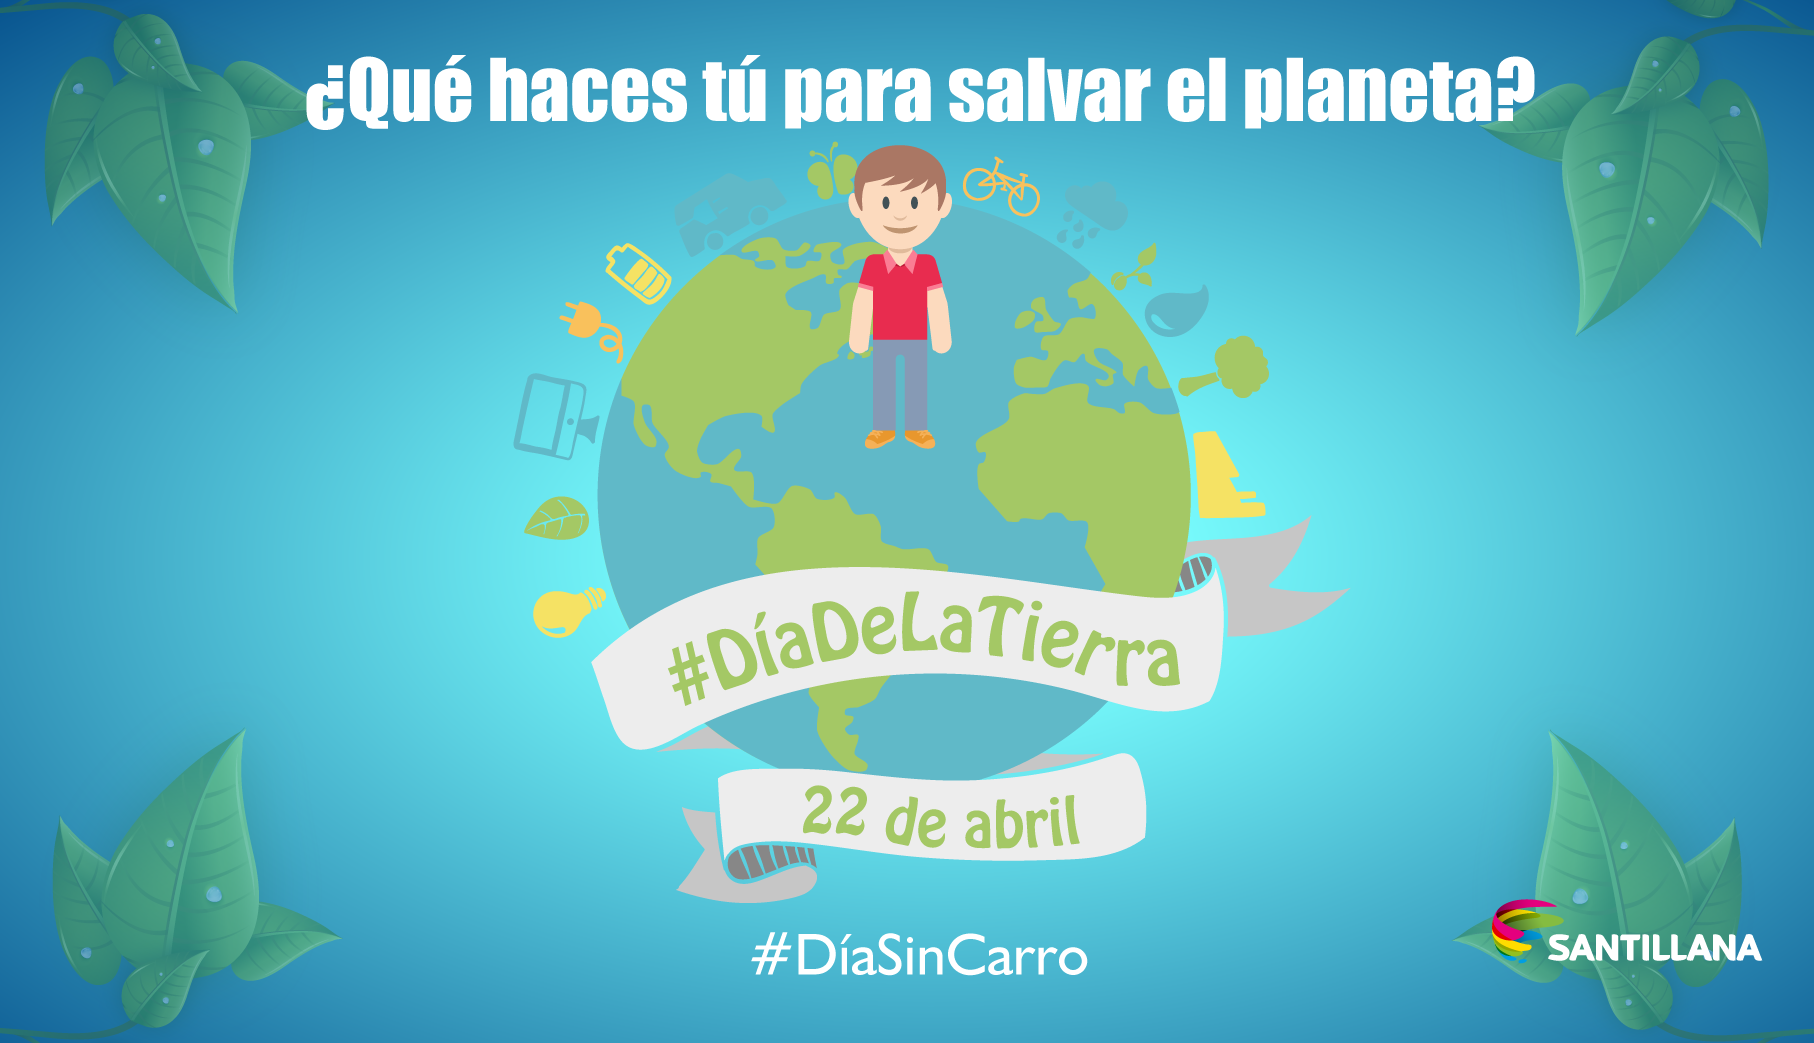 ¿Qué haces tú para salvar el planeta?
#DíaDeLaTierra
22 de abril
#DíaSinCarro
SANTILLANA